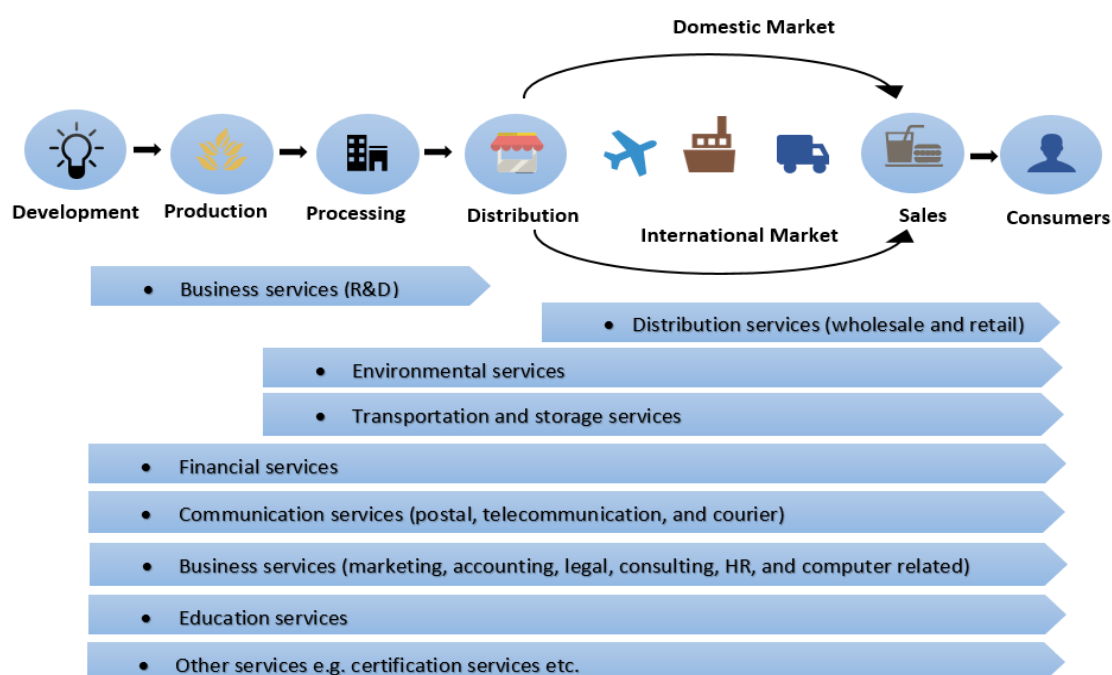 Domestic Market
Development
Production
Processing
Distribution
Sales
Consumers
International Market
• Business services (R&D)
• Distribution services (wholesale and retail)
• Environmental services
• Transportation and storage services
• Financial services
• Communication services (postal, telecommunication, and courier)
• Business services (marketing, accounting, legal, consulting, HR, and computer related)
• Education services
• Other services e.g. certification services etc.